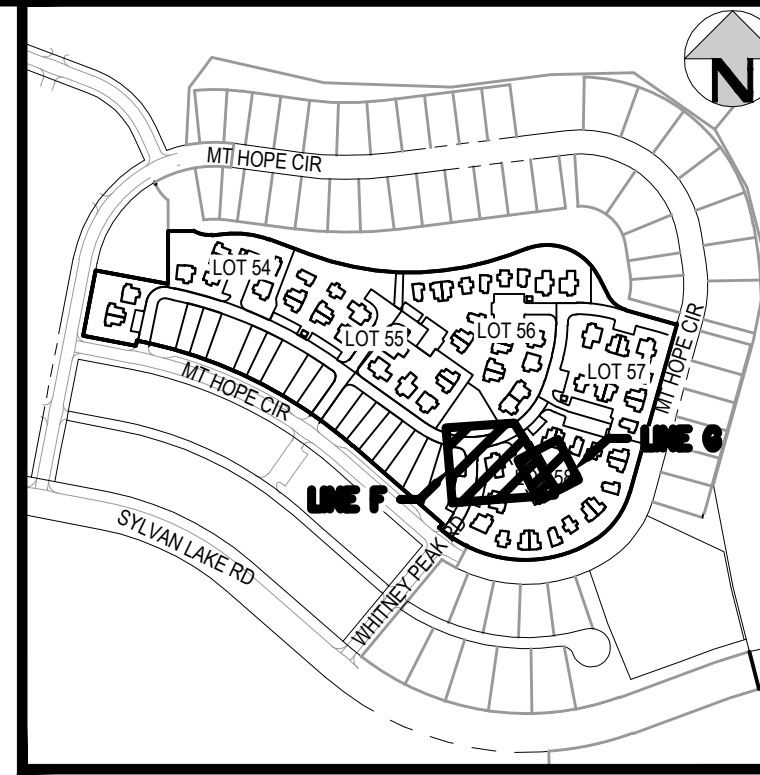 N
MT HOPE CIR
LOT 54
LOT 55
LOT 56
LOT 57
MT HOPE CIR
MT HOPE CIR
LINE G
58
LINE F
SYLVAN LAKE RD
WHITNEY PEAK RD